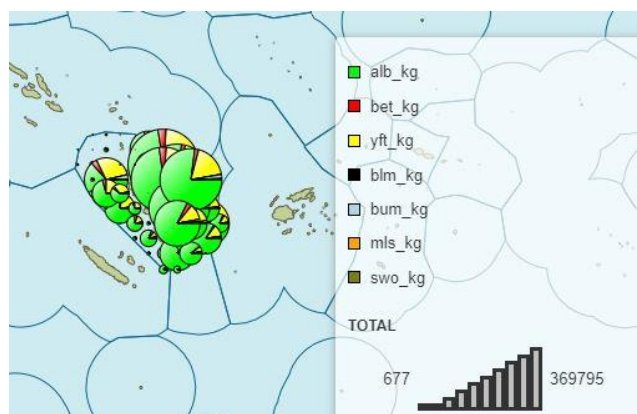 alb_kg
bet_kg
yft_kg
blm_kg
bum_kg
mls_kg
swo_kg
TOTAL
677 369795